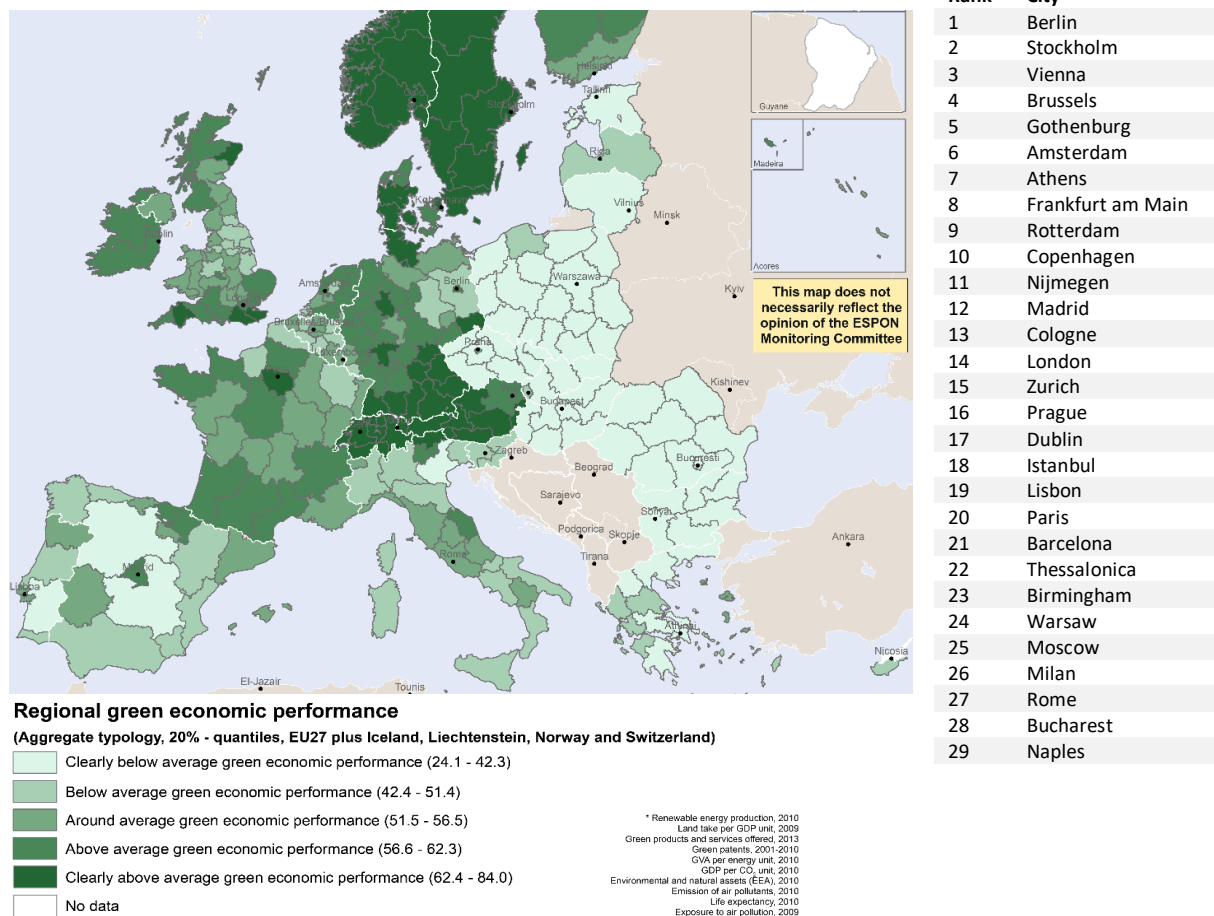 Rank City
1 Berlin
2 Stockholm
3 Vienna
4 Brussels
5 Gothenburg
6 Amsterdam
7 Athens
8 Frankfurt am Main
9 Rotterdam
10 Copenhagen
11 Nijmegen
12 Madrid
13 Cologne
14 London
15 Zurich
16 Prague
17 Dublin
18 Istanbul
19 Lisbon
20 Paris
21 Barcelona
22 Thessalonica
23 Birmingham
24 Warsaw
25 Moscow
26 Milan
27 Rome
28 Bucharest
29 Naples
Helsinki
Tallinn
Oslo
Stockholm
Riga
København
Vilnius
Minsk
Dublin
Amsterdam
Berlin
Warszawa
London
Kyiv
Luxembourg
Praha
Kishinev
Budapest
Zagreb
Beograd
Bucuresti
Sarajevo
Sofiya
Podgorica
Skopje
Tirana
Roma
Ankara
Madrid
Lisboa
Athinai
Nicosia
El-Jazair
Tounis
Guyane
Madeira
Acores
This map does not
necessarily reflect the
opinion of the ESPON
Monitoring Committee
Regional green economic performance
(Aggregate typology, 20% - quantiles, EU27 plus Iceland, Liechtenstein, Norway and Switzerland)
Clearly below average green economic performance (24.1 - 42.3)
Below average green economic performance (42.4 - 51.4)
Around average green economic performance (51.5 - 56.5)
Above average green economic performance (56.6 - 62.3)
Clearly above average green economic performance (62.4 - 84.0)
No data
* Renewable energy production, 2010
Land take per GDP unit, 2009
Green products and services offered, 2013
Green patents, 2001-2010
GVA per energy unit, 2010
GDP per CO2 unit, 2010
Environmental and natural assets (EEA), 2010
Emission of air pollutants, 2010
Life expectancy, 2010
Exposure to air pollution, 2009